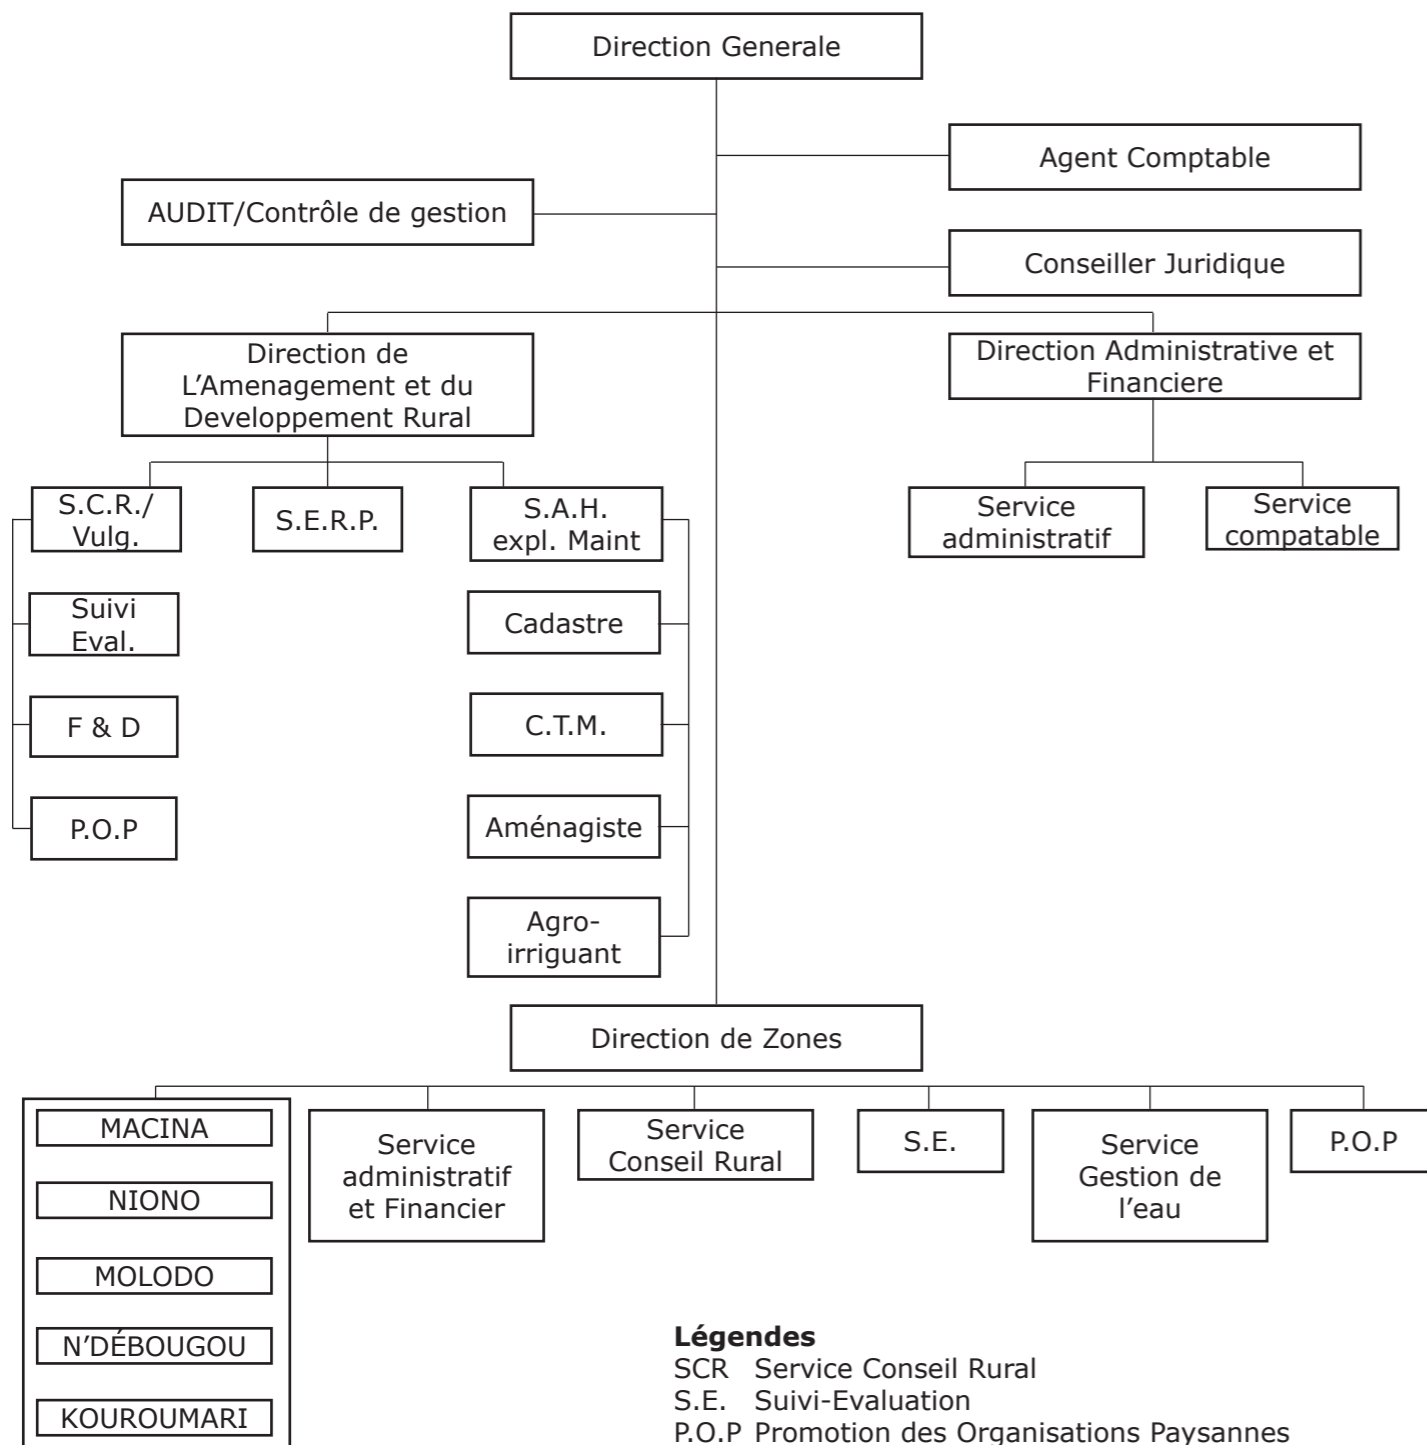 Direction Generale
Agent Comptable
AUDIT/Contrôle de gestion
Conseiller Juridique
Direction de
L'Amenagement et du
Developpement Rural
Direction Administrative et
Financiere
S.C.R./
Vulg.
S.E.R.P.
S.A.H.
expl. Maint
Service
administratif
Service
compatable
Suivi
Eval.
Cadastre
F & D
C.T.M.
P.O.P
Aménagiste
Agro-
irriguant
Direction de Zones
MACINA
NIONO
MOLODO
N'DÉBOUGOU
KOUROUMARI
Service
administratif
et Financier
Service
Conseil Rural
S.E.
Service
Gestion de
l'eau
P.O.P
Légendes
SCR Service Conseil Rural
S.E. Suivi-Evaluation
P.O.P Promotion des Organisations Paysannes